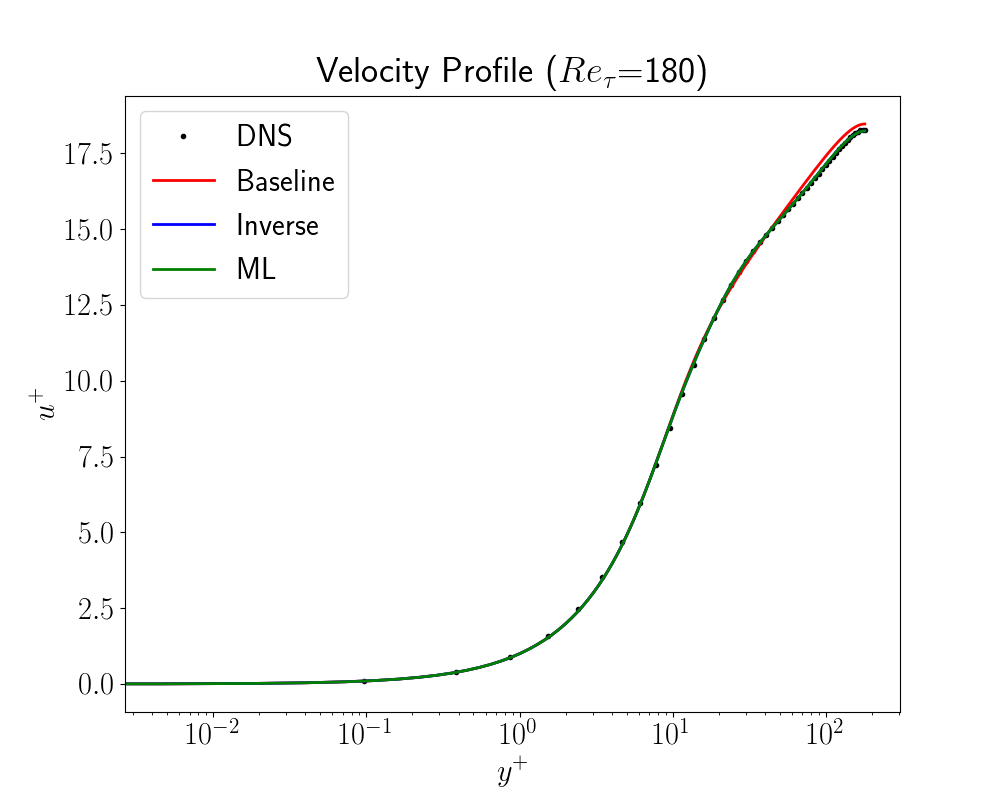 Velocity Profile (Re_τ=180)
DNS
Baseline
Inverse
ML
17.5
15.0
12.5
10.0
7.5
5.0
2.5
0.0
u⁺
10⁻² 10⁻¹ 10⁰ 10¹ 10²
y⁺